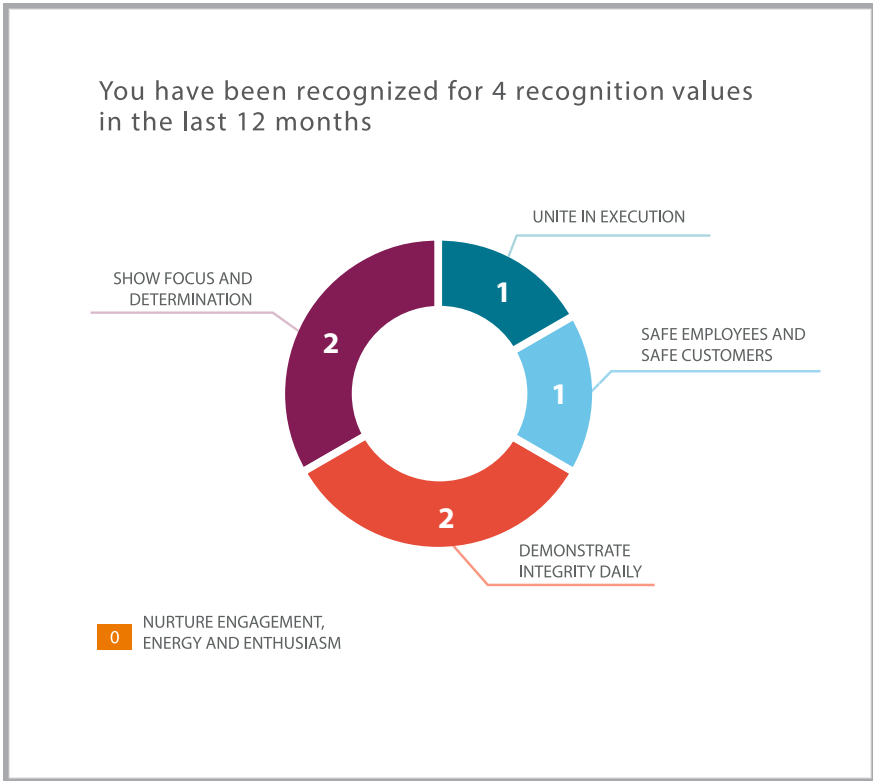 You have been recognized for 4 recognition values
in the last 12 months
UNITE IN EXECUTION
1
SHOW FOCUS AND
DETERMINATION
2
SAFE EMPLOYEES AND
SAFE CUSTOMERS
1
2
DEMONSTRATE
INTEGRITY DAILY
0
NURTURE ENGAGEMENT,
ENERGY AND ENTHUSIASM